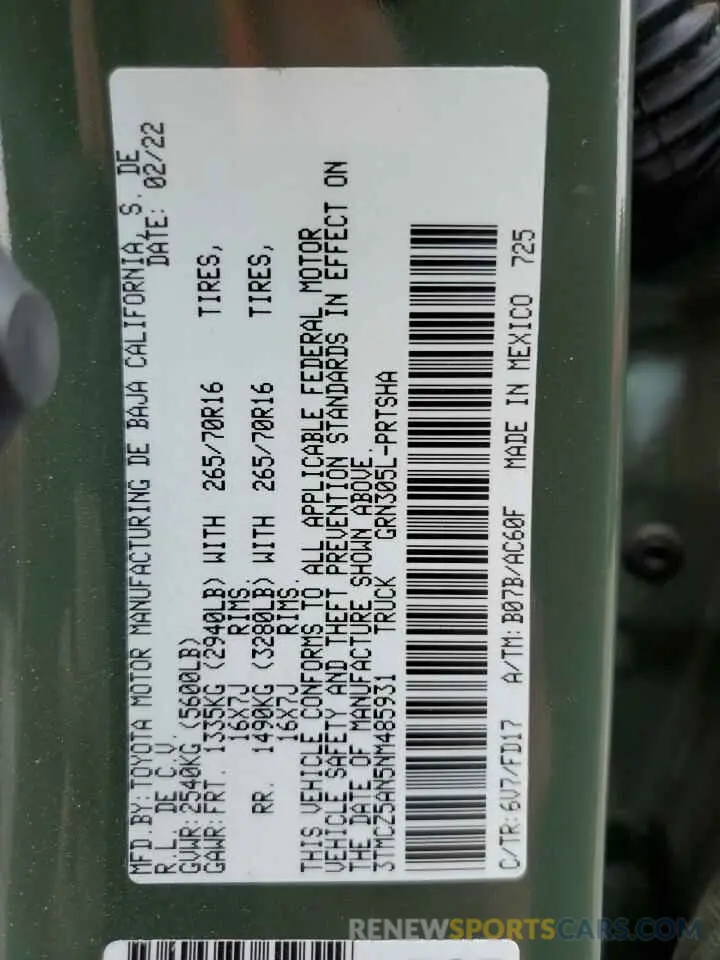 MFD.BY:TOYOTA MOTOR MANUFACTURING DE BAJA CALIFORNIA, S. DE
R.L. DE C.V. DATE: 02/22
GVWR:2540KG (5600LB)
GAWR:FRT. 1335KG (2940LB) WITH 265/70R16 TIRES,
16X7J RIMS.
RR. 1490KG (3280LB) WITH 265/70R16 TIRES,
16X7J RIMS.
THIS VEHICLE CONFORMS TO ALL APPLICABLE FEDERAL MOTOR
VEHICLE SAFETY AND THEFT PREVENTION STANDARDS IN EFFECT ON
THE DATE OF MANUFACTURE SHOWN ABOVE.
3TMCZ5AN5NM485931 TRUCK GRN305L-PRTSHA
C/TR:6V7/FD17 A/TM:B07B/AC60F MADE IN MEXICO 725
RENEWSPORTSCARS.COM